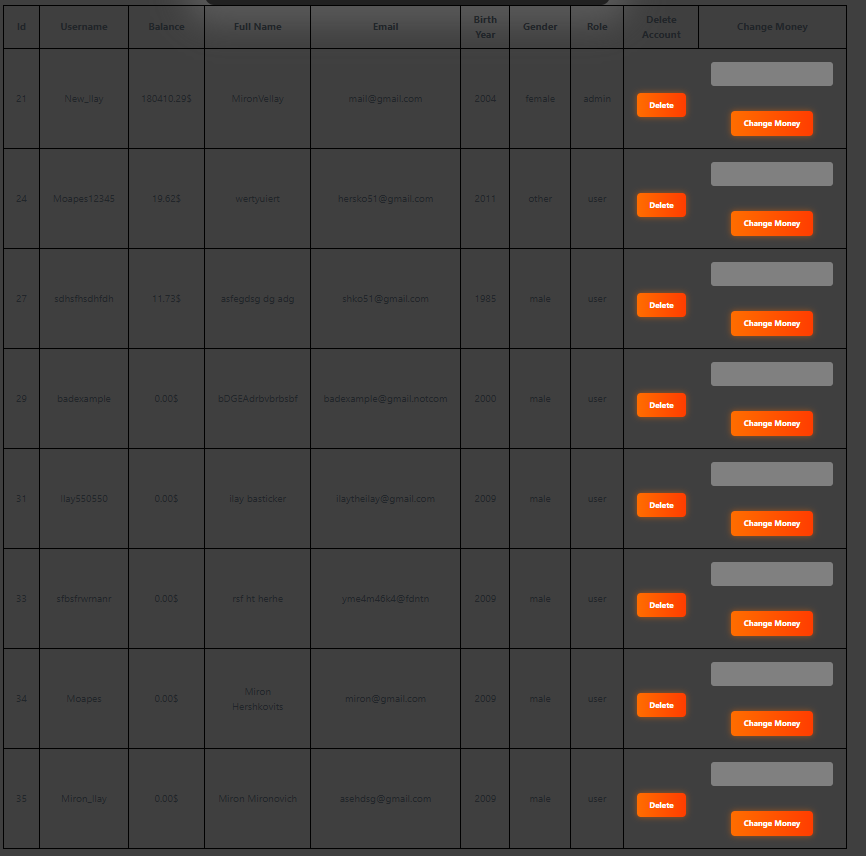 Id Username Balance Full Name Email Birth Year Gender Role Delete Account Change Money
21 New_ilay 180410.29$ MironVeilay mail@gmail.com 2004 female admin Delete Change Money
24 Moapes12345 19.62$ wertyuiert hersko51@gmail.com 2011 other user Delete Change Money
27 sdhsfhsdhfdh 11.73$ asfegdsg dg adg shko51@gmail.com 1985 male user Delete Change Money
29 badexample 0.00$ bDGEAdrbvbrbsbf badexample@gmail.notcom 2000 male user Delete Change Money
31 ilay550550 0.00$ ilay basticker ilaytheilay@gmail.com 2009 male user Delete Change Money
33 0.00$ rsf ht herhe 2009 male user Delete Change Money
34 Moapes 0.00$ Miron Hershkovits miron@gmail.com 2009 male user Delete Change Money
35 Miron_Ilay 0.00$ Miron Mironovich asehdsg@gmail.com 2009 male user Delete Change Money